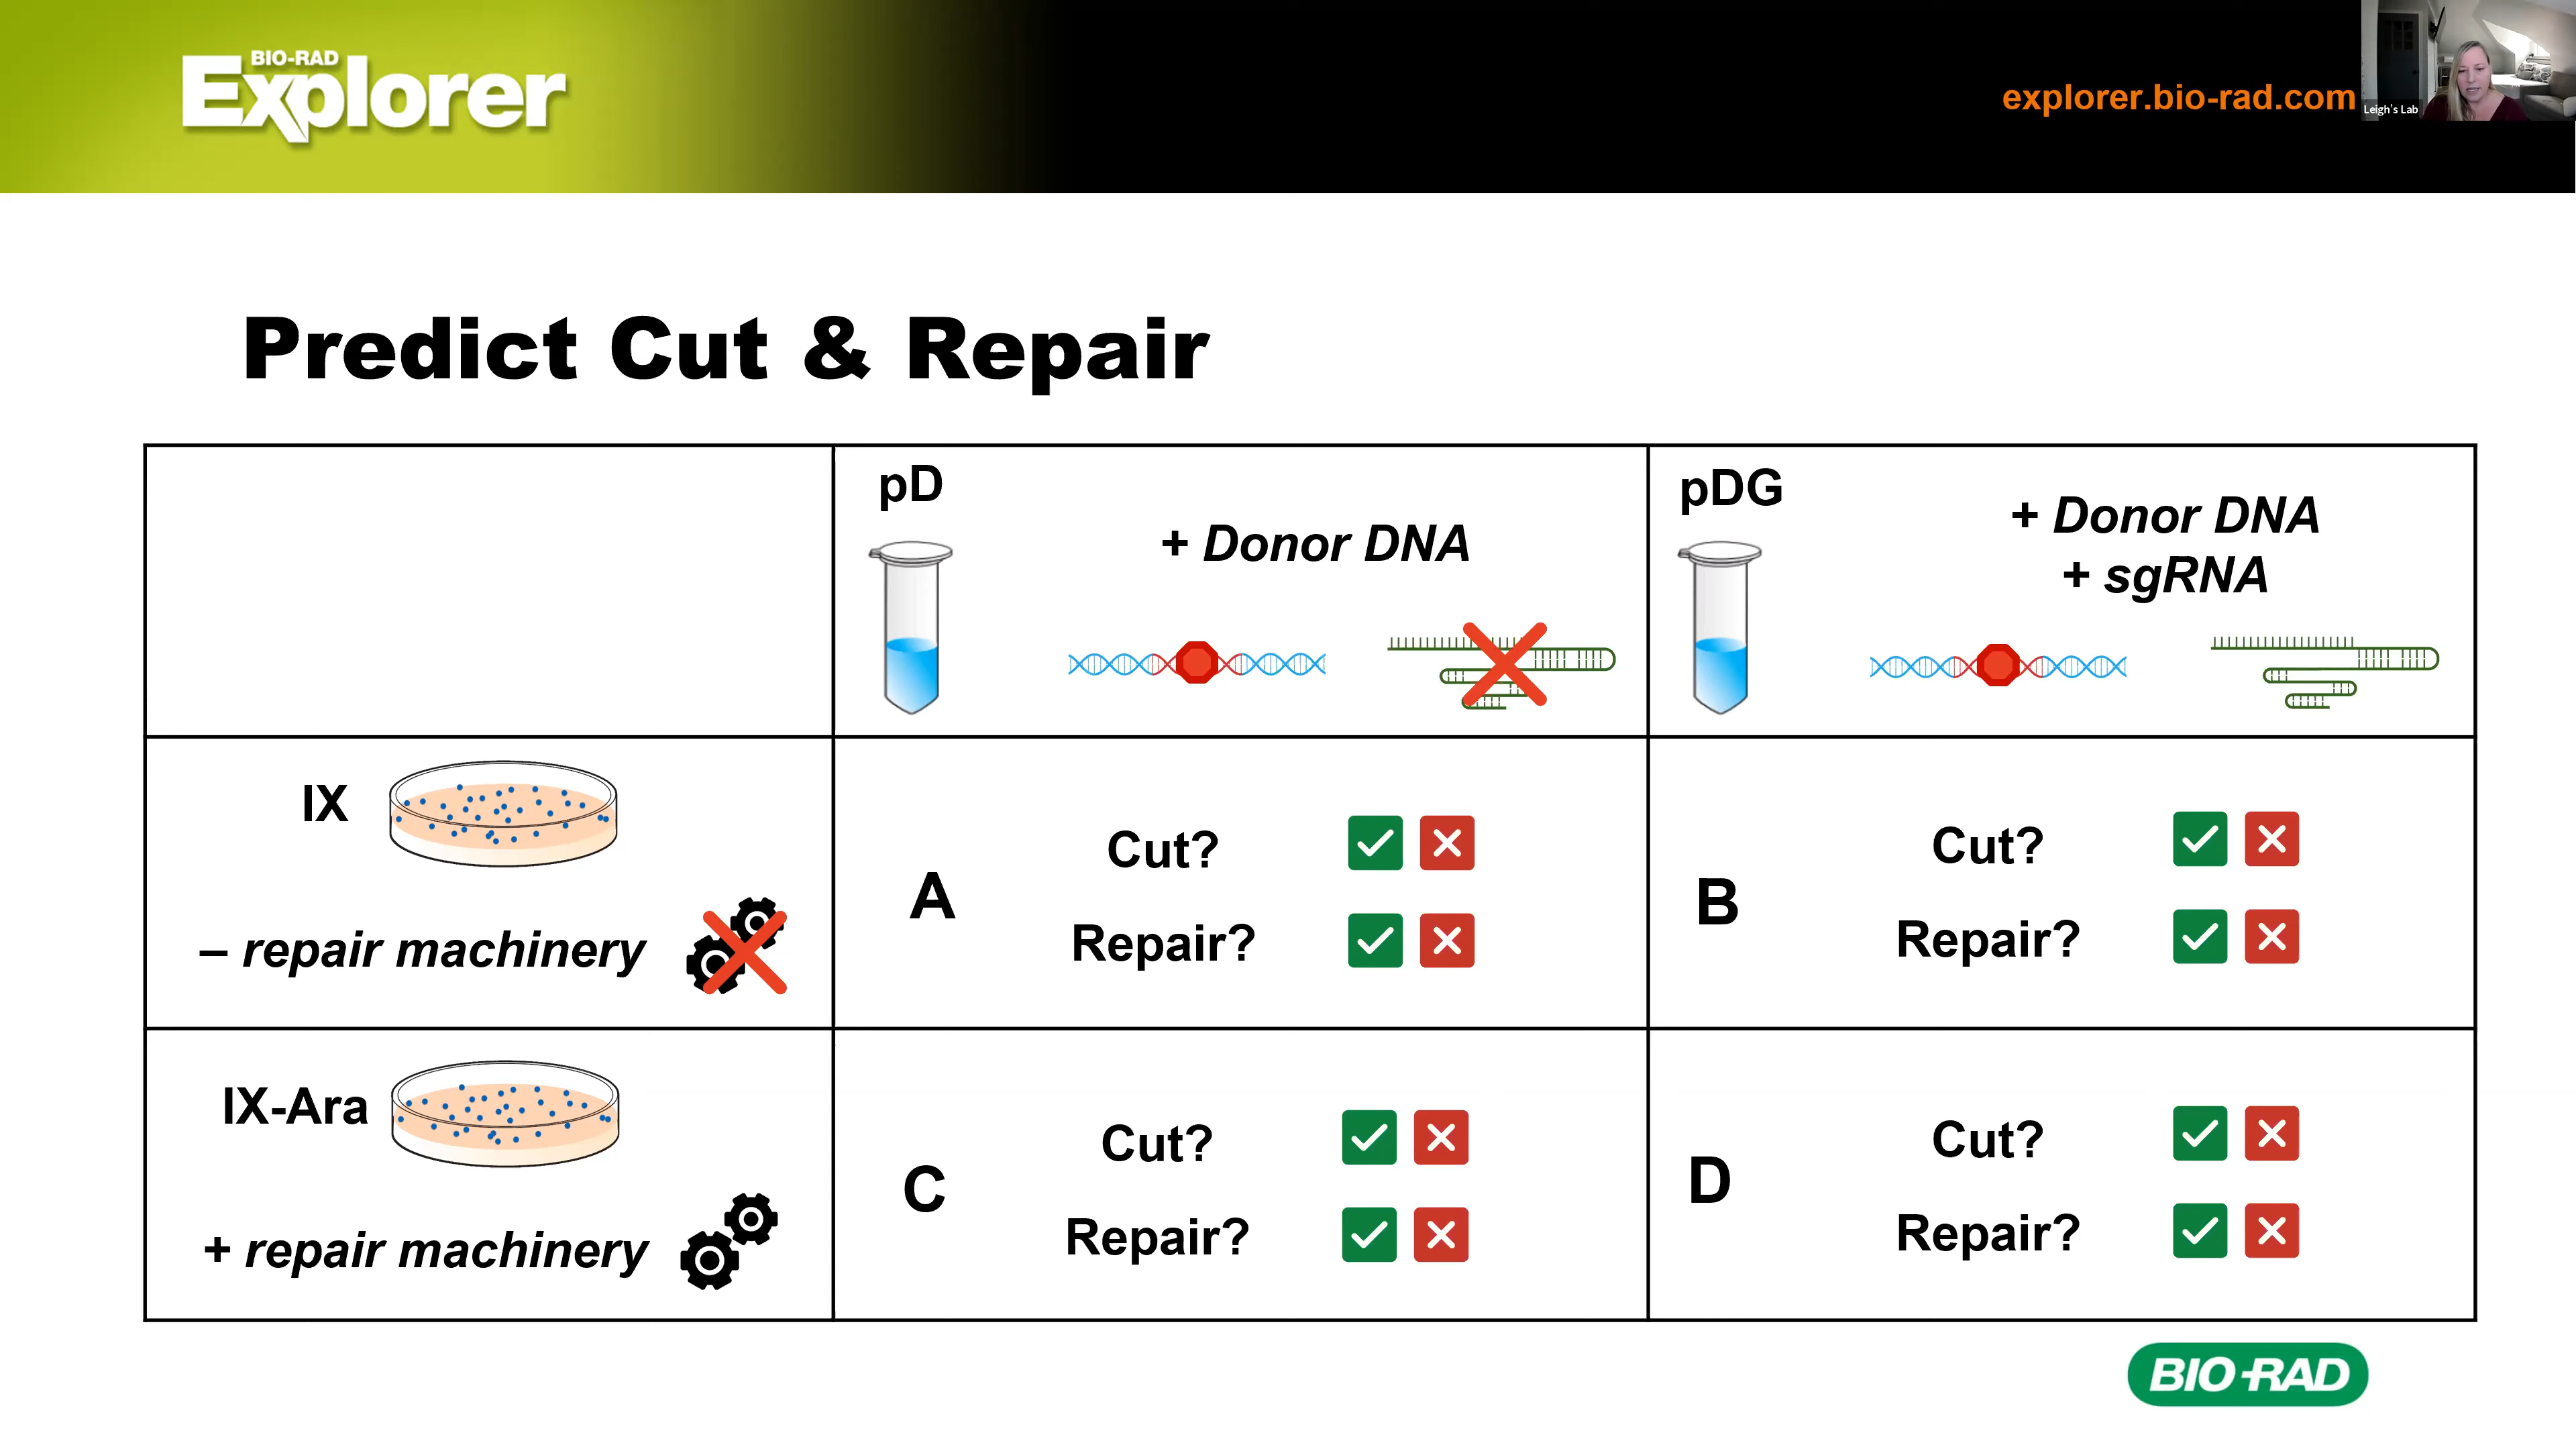 BIO-RAD
Explorer
explorer.bio-rad.com
Leigh's Lab
Predict Cut & Repair
pD
+ Donor DNA
pDG
+ Donor DNA
+ sgRNA
IX
– repair machinery
A
Cut?
Repair?
B
Cut?
Repair?
IX-Ara
+ repair machinery
C
Cut?
Repair?
D
Cut?
Repair?
BIO-RAD